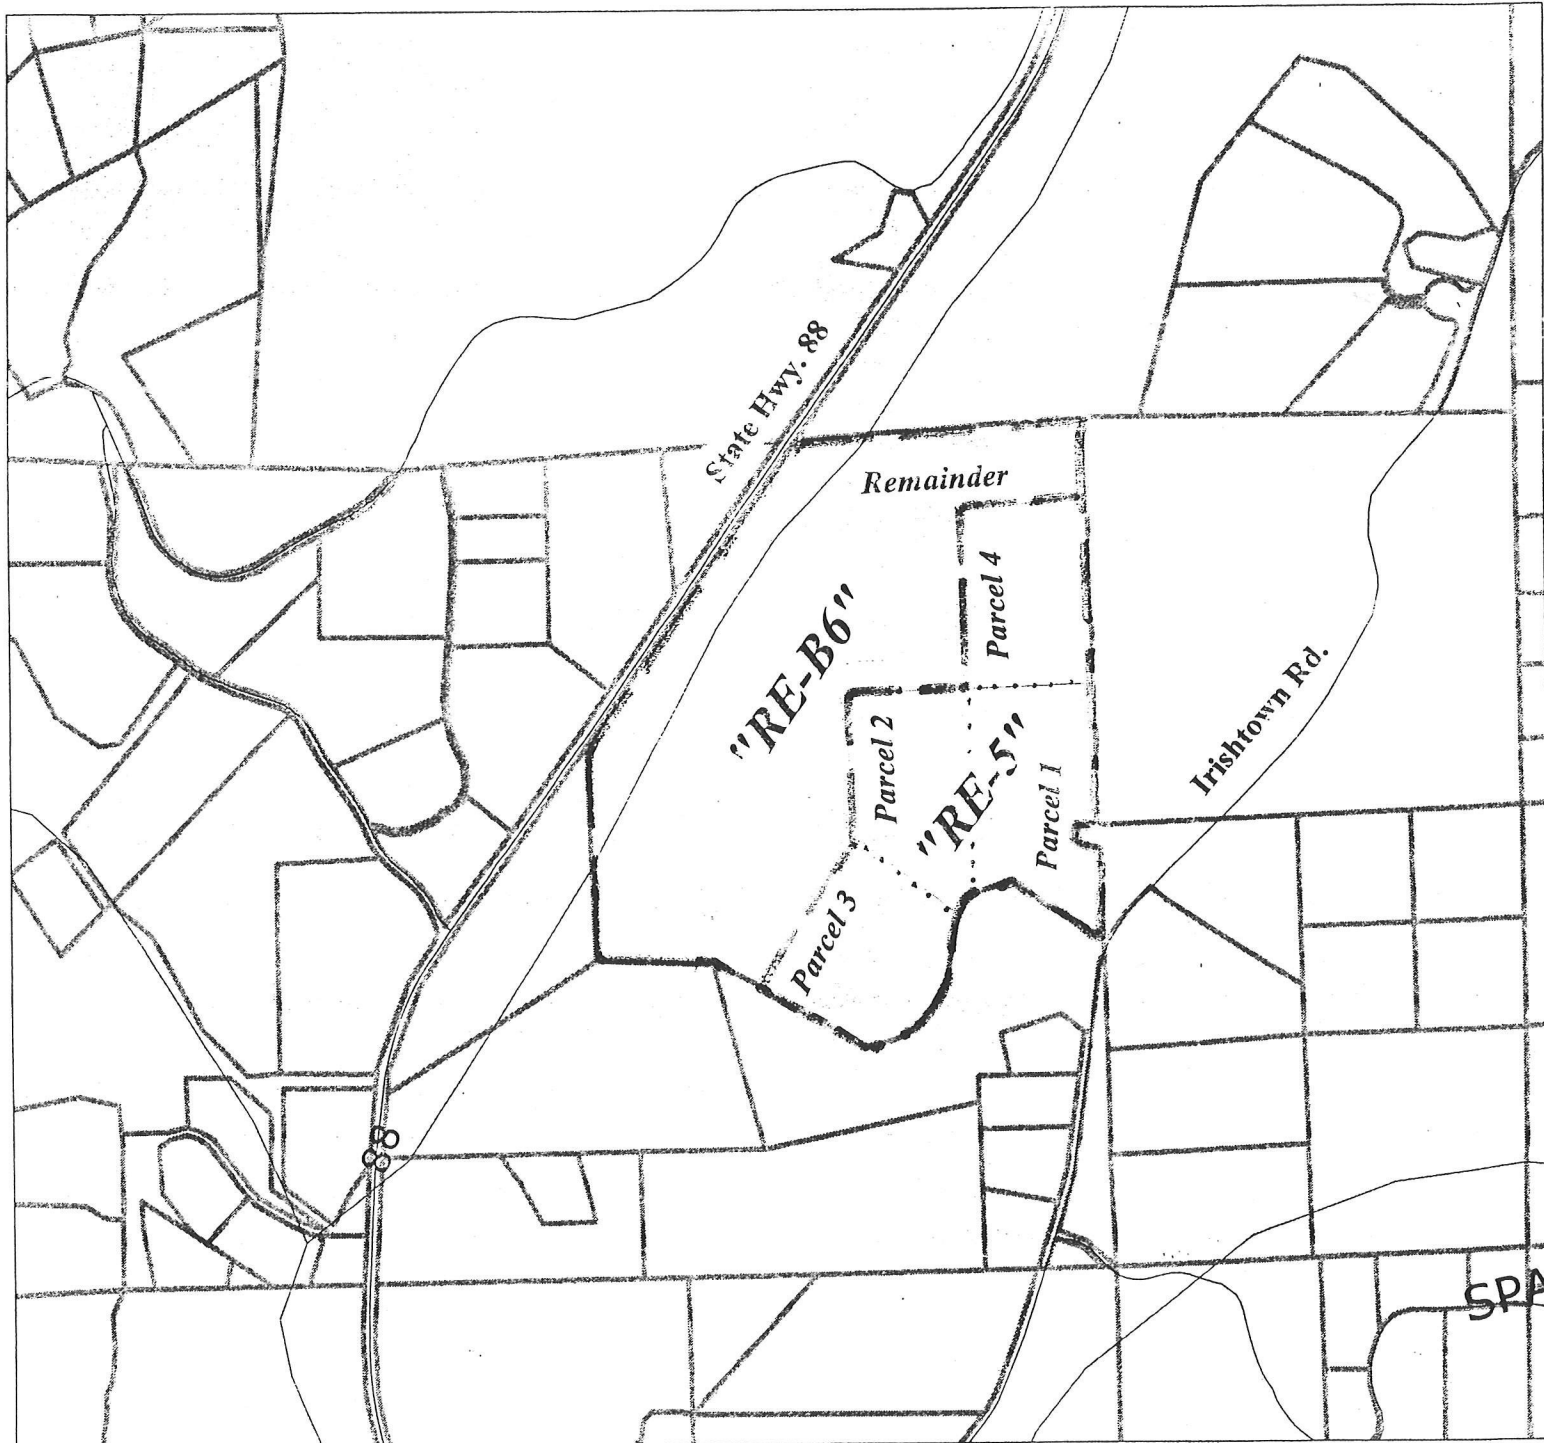 State Hwy. 88
Remainder
Parcel 4
"RE-B6"
Parcel 2
"RE-5"
Parcel 1
Irishtown Rd.
Parcel 3
88
SPA